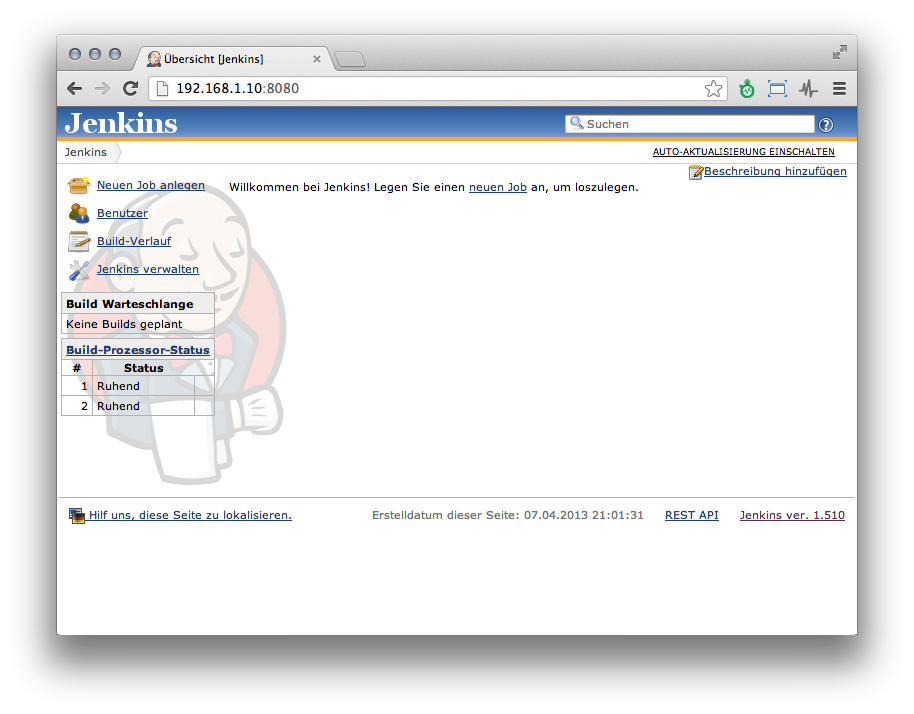 Übersicht [Jenkins]
192.168.1.10:8080
Jenkins
Suchen
Jenkins
AUTO-AKTUALISIERUNG EINSCHALTEN
Beschreibung hinzufügen
Neuen Job anlegen
Willkommen bei Jenkins! Legen Sie einen neuen Job an, um loszulegen.
Benutzer
Build-Verlauf
Jenkins verwalten
Build Warteschlange
Keine Builds geplant
Build-Prozessor-Status
# Status
1 Ruhend
2 Ruhend
Hilf uns, diese Seite zu lokalisieren. Erstelldatum dieser Seite: 07.04.2013 21:01:31 REST API Jenkins ver. 1.510